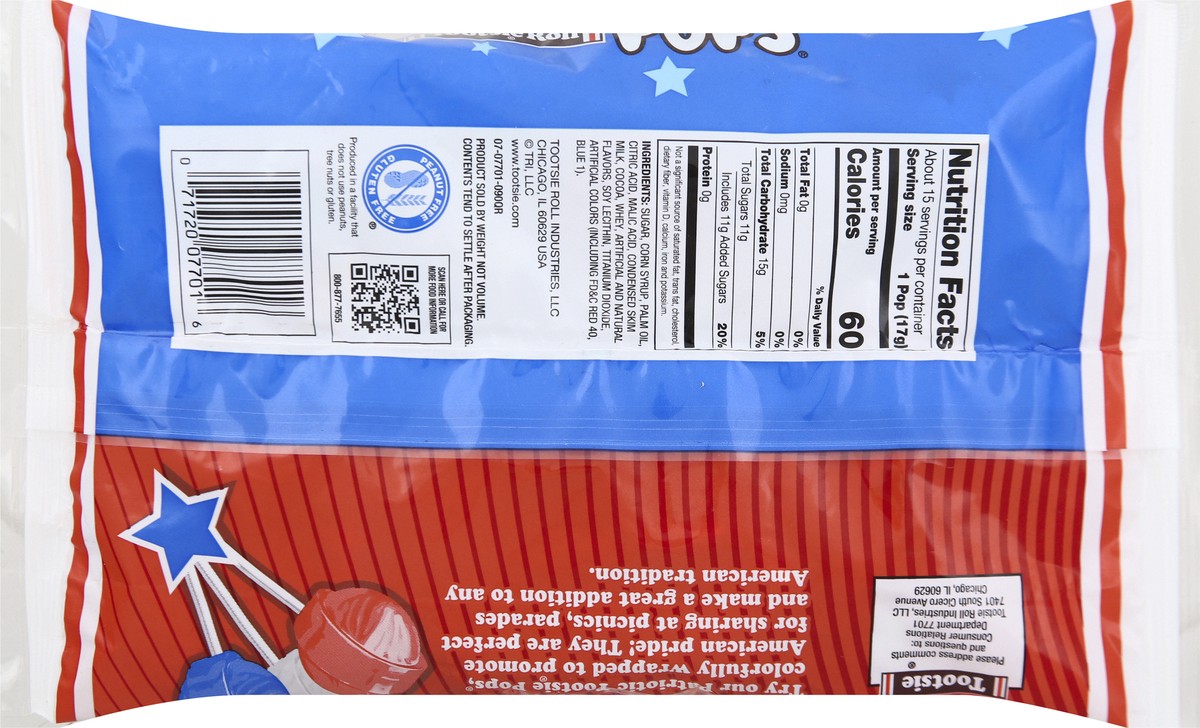 Tootsie Roll
POPS®
Nutrition Facts
About 15 servings per container
Serving size 1 Pop (17g)
Amount per serving
Calories 60
% Daily Value
Total Fat 0g 0%
Sodium 0mg 0%
Total Carbohydrate 15g 5%
Total Sugars 11g
Includes 11g Added Sugars 20%
Protein 0g
Not a significant source of saturated fat, trans fat, cholesterol,
dietary fiber, vitamin D, calcium, iron and potassium.
INGREDIENTS: SUGAR, CORN SYRUP, PALM OIL,
CITRIC ACID, MALIC ACID, CONDENSED SKIM
MILK, COCOA, WHEY, ARTIFICIAL AND NATURAL
FLAVORS, SOY LECITHIN, TITANIUM DIOXIDE,
ARTIFICIAL COLORS (INCLUDING FD&C RED 40,
BLUE 1).
TOOTSIE ROLL INDUSTRIES, LLC
CHICAGO, IL 60629 USA
© TRI, LLC
www.tootsie.com
07-07701-090QR
PRODUCT SOLD BY WEIGHT NOT VOLUME.
CONTENTS TEND TO SETTLE AFTER PACKAGING.
PEANUT FREE
GLUTEN FREE
®
Produced in a facility that
does not use peanuts,
tree nuts or gluten.
SCAN HERE OR CALL FOR
MORE FOOD INFORMATION
800-877-7655
0 71720 07701 6
Try our Patriotic Tootsie Pops,®
colorfully wrapped to promote
American pride! They are perfect
for sharing at picnics, parades
and make a great addition to any
American tradition.
Tootsie®
Please address comments
and questions to:
Consumer Relations
Department 7701
Tootsie Roll Industries, LLC
7401 South Cicero Avenue
Chicago, IL 60629